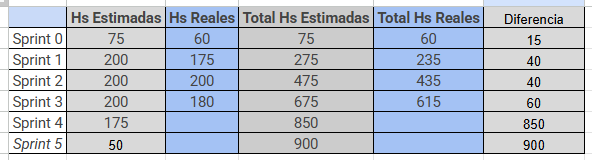 Hs Estimadas Hs Reales Total Hs Estimadas Total Hs Reales Diferencia
Sprint 0 75 60 75 60 15
Sprint 1 200 175 275 235 40
Sprint 2 200 200 475 435 40
Sprint 3 200 180 675 615 60
Sprint 4 175 850 850
Sprint 5 50 900 900